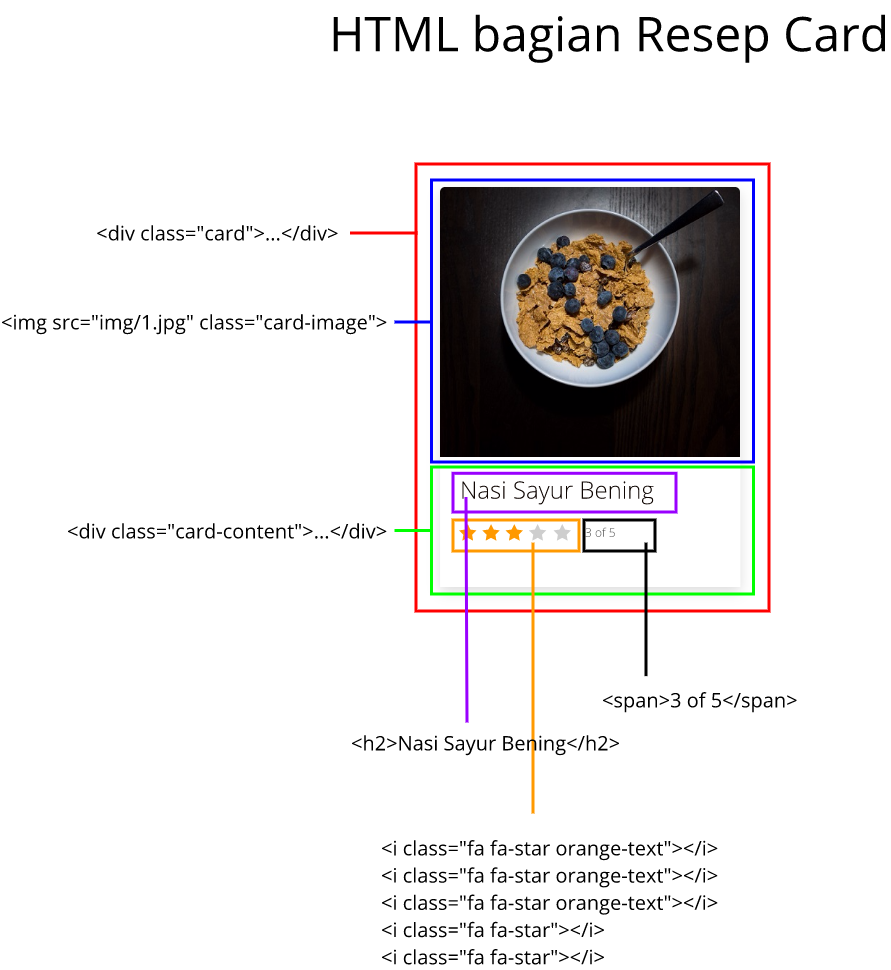 HTML bagian Resep Card
<div class="card">...</div>
<img src="img/1.jpg" class="card-image">
Nasi Sayur Bening
<div class="card-content">...</div>
3 of 5
<span>3 of 5</span>
<h2>Nasi Sayur Bening</h2>
<i class="fa fa-star orange-text"></i>
<i class="fa fa-star orange-text"></i>
<i class="fa fa-star orange-text"></i>
<i class="fa fa-star"></i>
<i class="fa fa-star"></i>